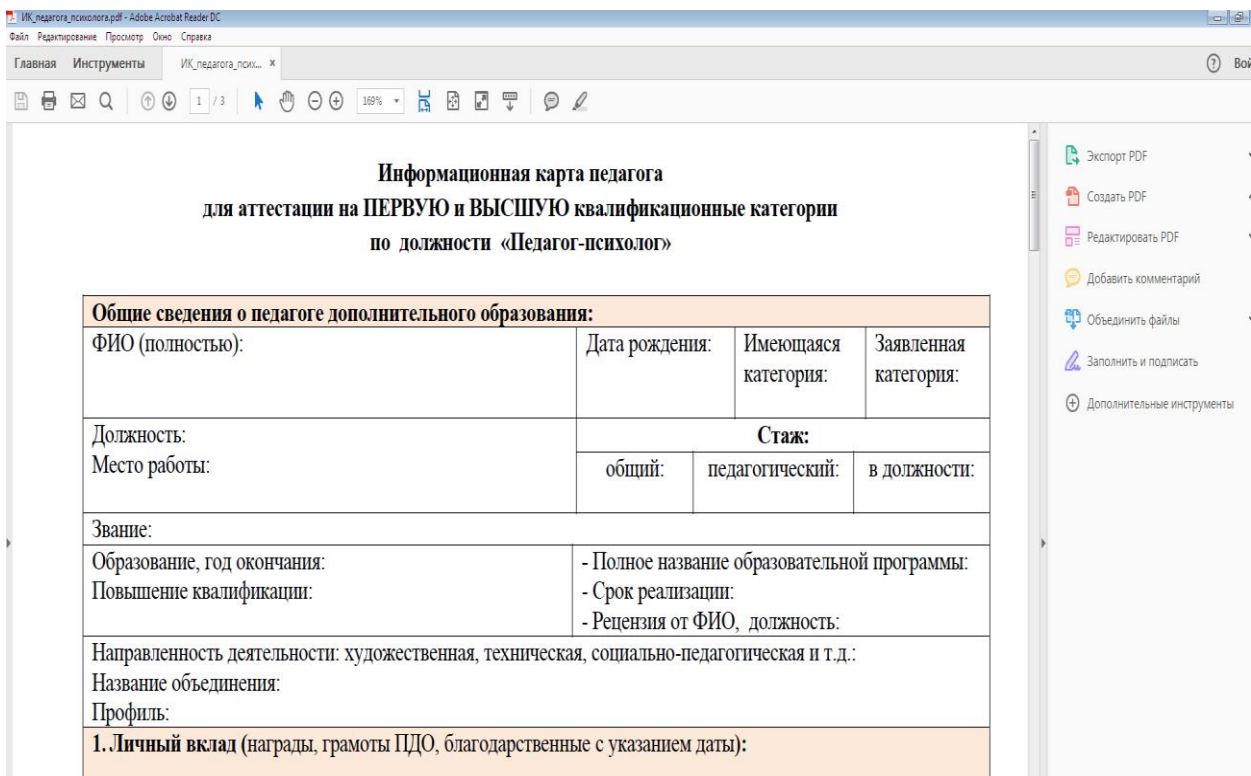 ИК_педагога_психолога.pdf - Adobe Acrobat Reader DC
Файл Редактирование Просмотр Окно Справка
Главная Инструменты ИК_педагога_псих... x
Вой
1 / 3 169%
Информационная карта педагога
для аттестации на ПЕРВУЮ и ВЫСШУЮ квалификационные категории
по должности «Педагог-психолог»
Общие сведения о педагоге дополнительного образования:
ФИО (полностью): Дата рождения: Имеющаяся Заявленная
категория: категория:
Должность: Стаж:
Место работы: общий: педагогический: в должности:
Звание:
Образование, год окончания: - Полное название образовательной программы:
Повышение квалификации: - Срок реализации:
- Рецензия от ФИО, должность:
Направленность деятельности: художественная, техническая, социально-педагогическая и т.д.:
Название объединения:
Профиль:
1. Личный вклад (награды, грамоты ПДО, благодарственные с указанием даты):
Экспорт PDF
Создать PDF
Редактировать PDF
Добавить комментарий
Объединить файлы
Заполнить и подписать
Дополнительные инструменты